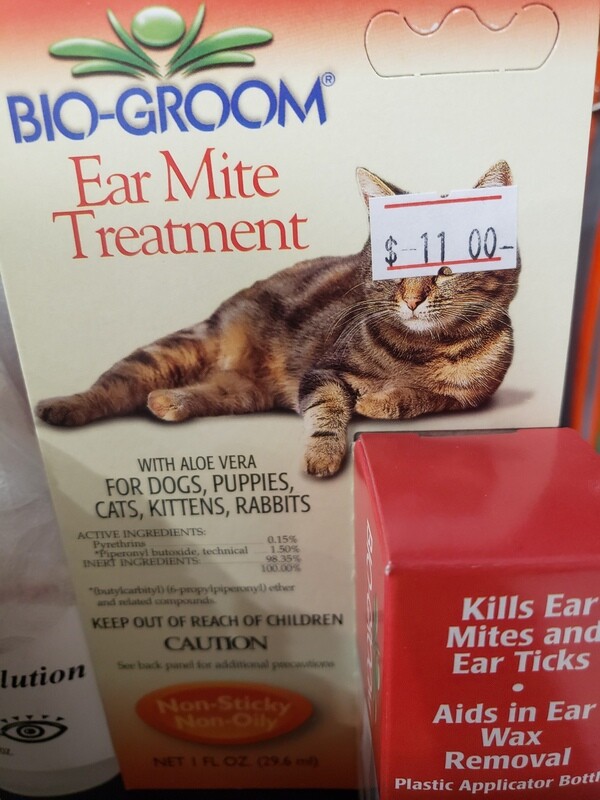 BIO-GROOM®
Ear Mite
Treatment
$ 11 00-
WITH ALOE VERA
FOR DOGS, PUPPIES,
CATS, KITTENS, RABBITS
ACTIVE INGREDIENTS:
Pyrethrins 0.15%
*Piperonyl butoxide, technical 1.50%
INERT INGREDIENTS: 98.35%
100.00%
*(butylcarbityl) (6-propylpiperonyl) ether
and related compounds.
KEEP OUT OF REACH OF CHILDREN
CAUTION
See back panel for additional precautions
Non-Sticky
Non-Oily
NET 1 FL OZ. (29.6 ml)
Kills Ear
Mites and
Ear Ticks
•
Aids in Ear
Wax
Removal
Plastic Applicator Bott
lution
OZ.